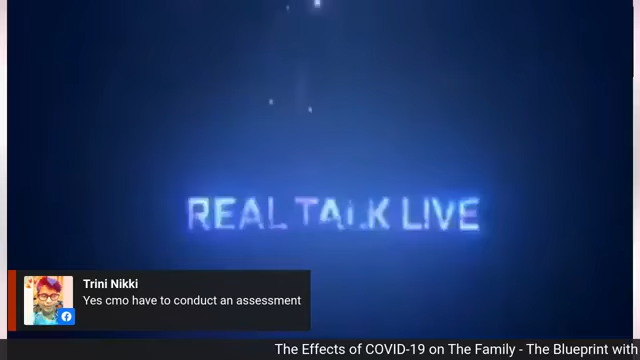 REAL TALK LIVE
Trini Nikki
Yes cmo have to conduct an assessment
The Effects of COVID-19 on The Family - The Blueprint with